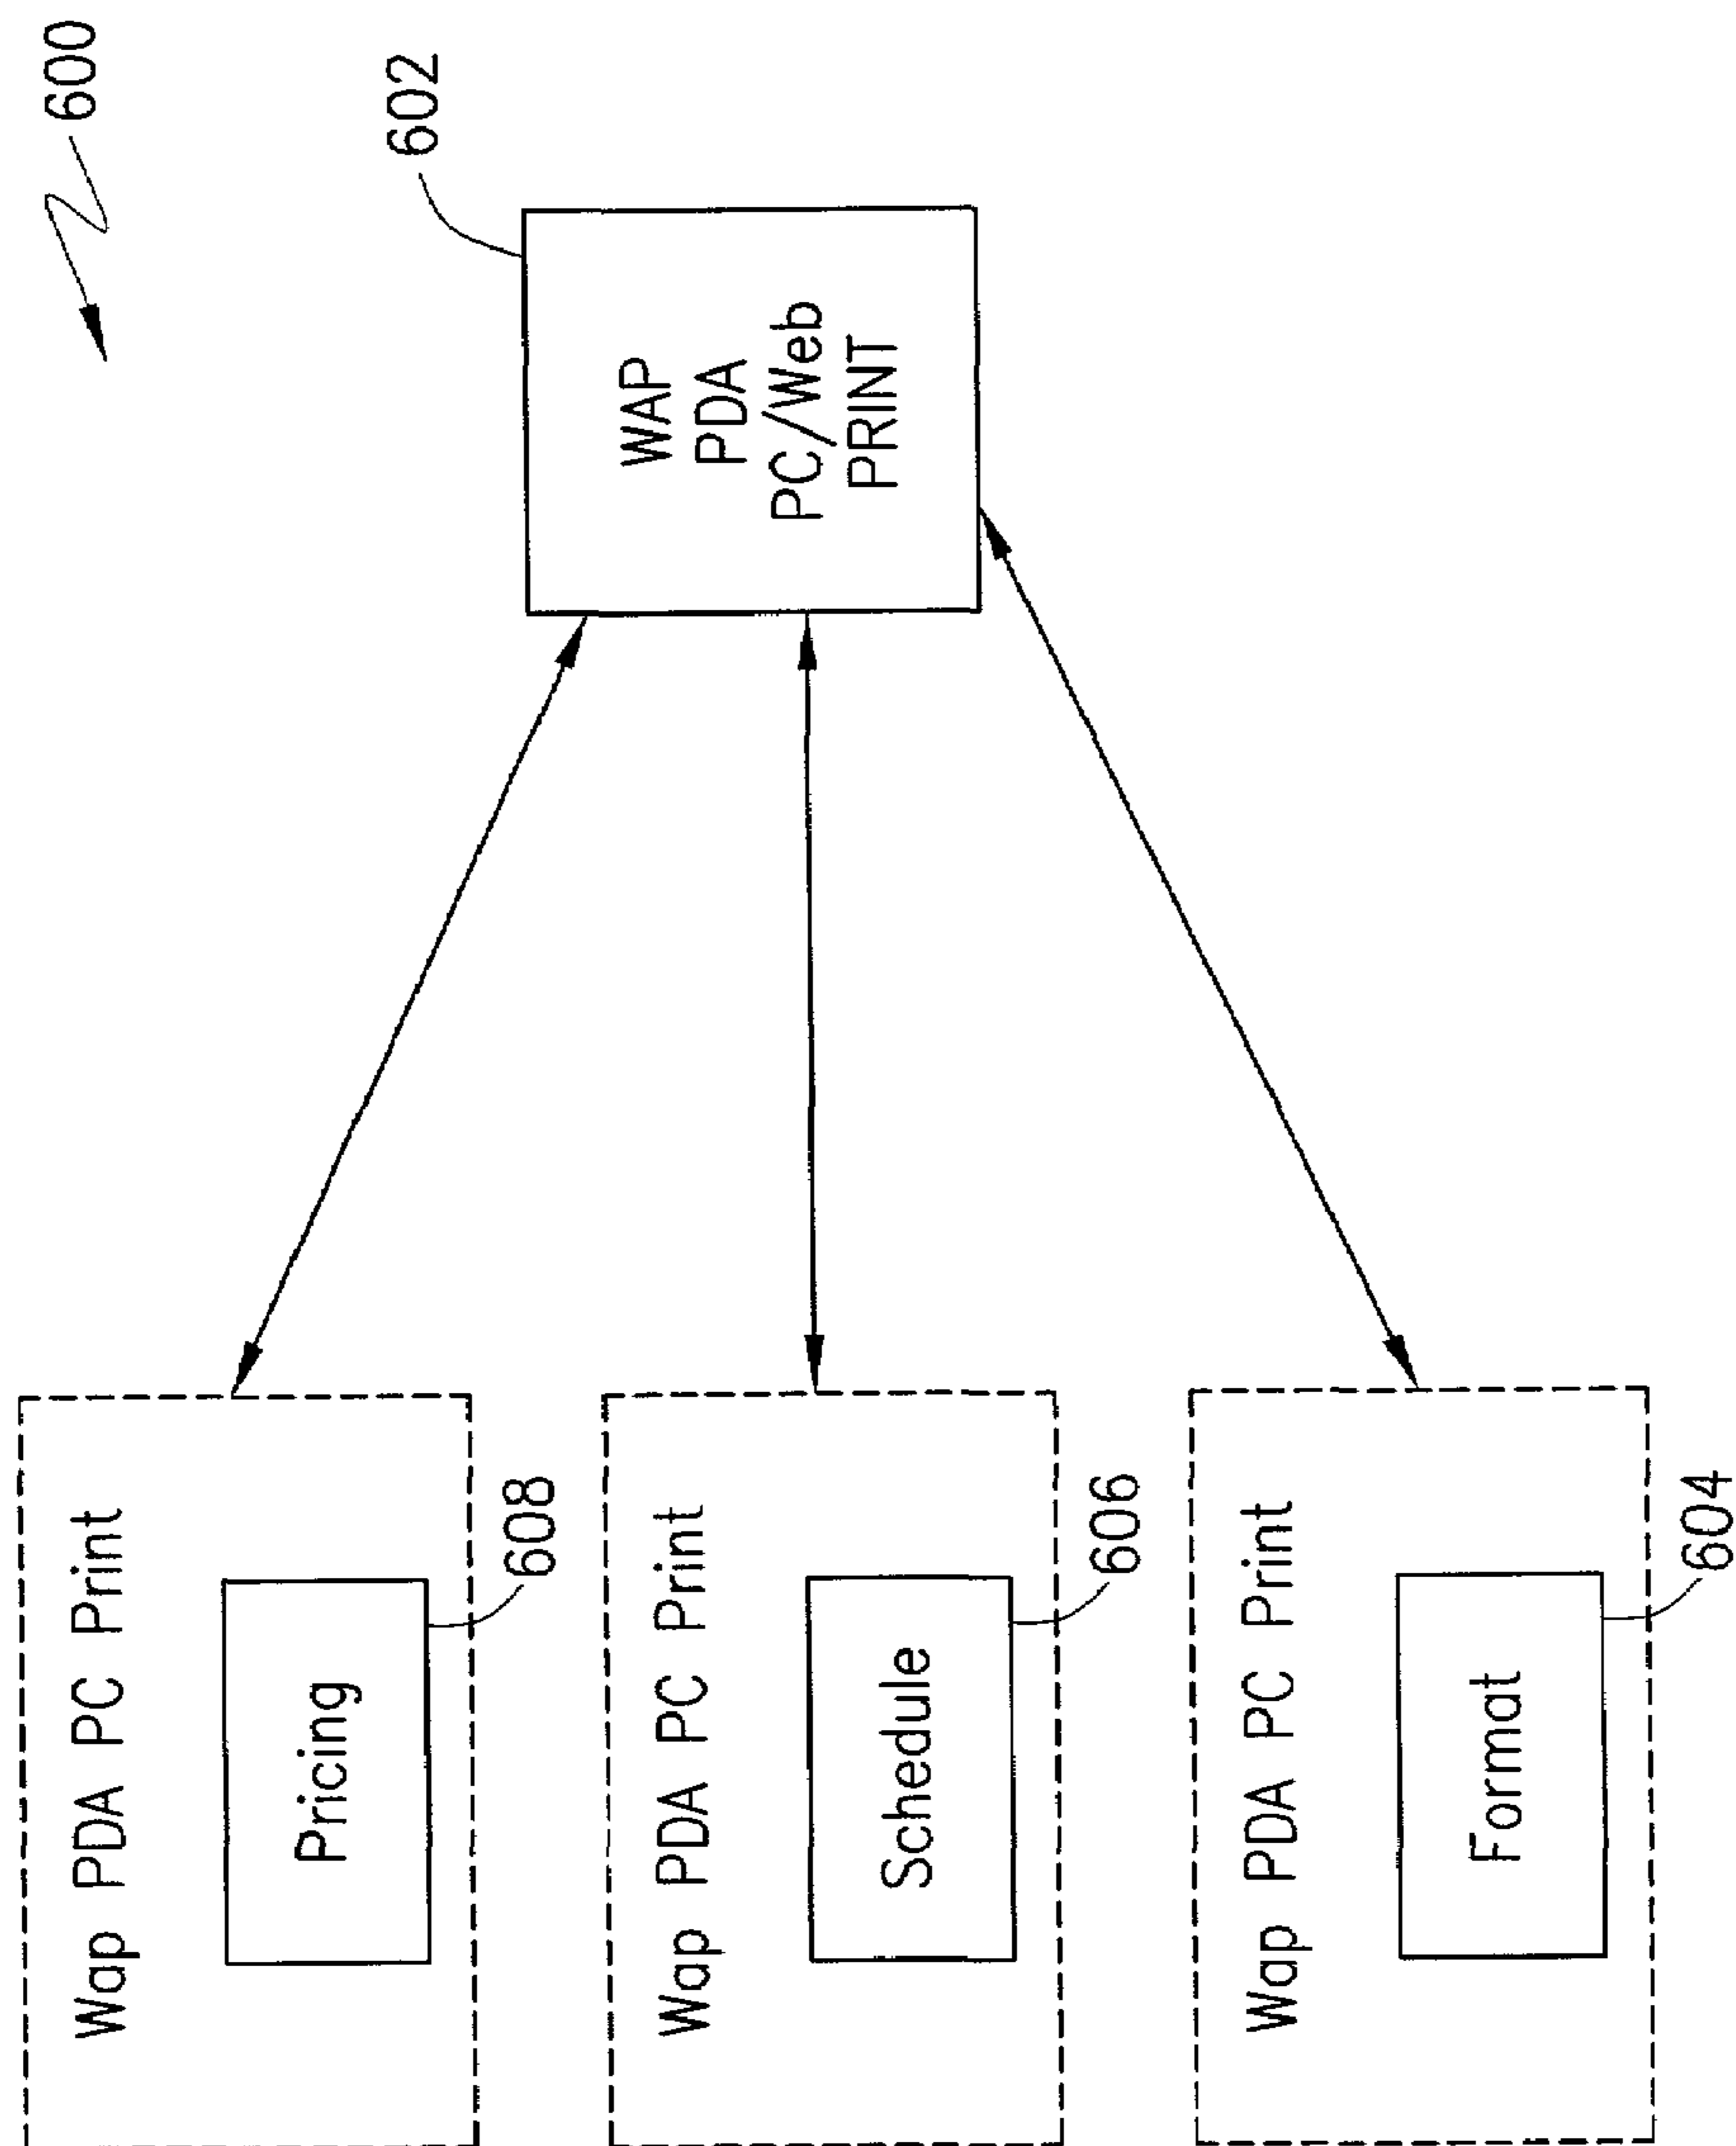 600
602
WAP
PDA
PC/Web
PRINT
Wap PDA PC Print
Pricing
608
Wap PDA PC Print
Schedule
606
Wap PDA PC Print
Format
604